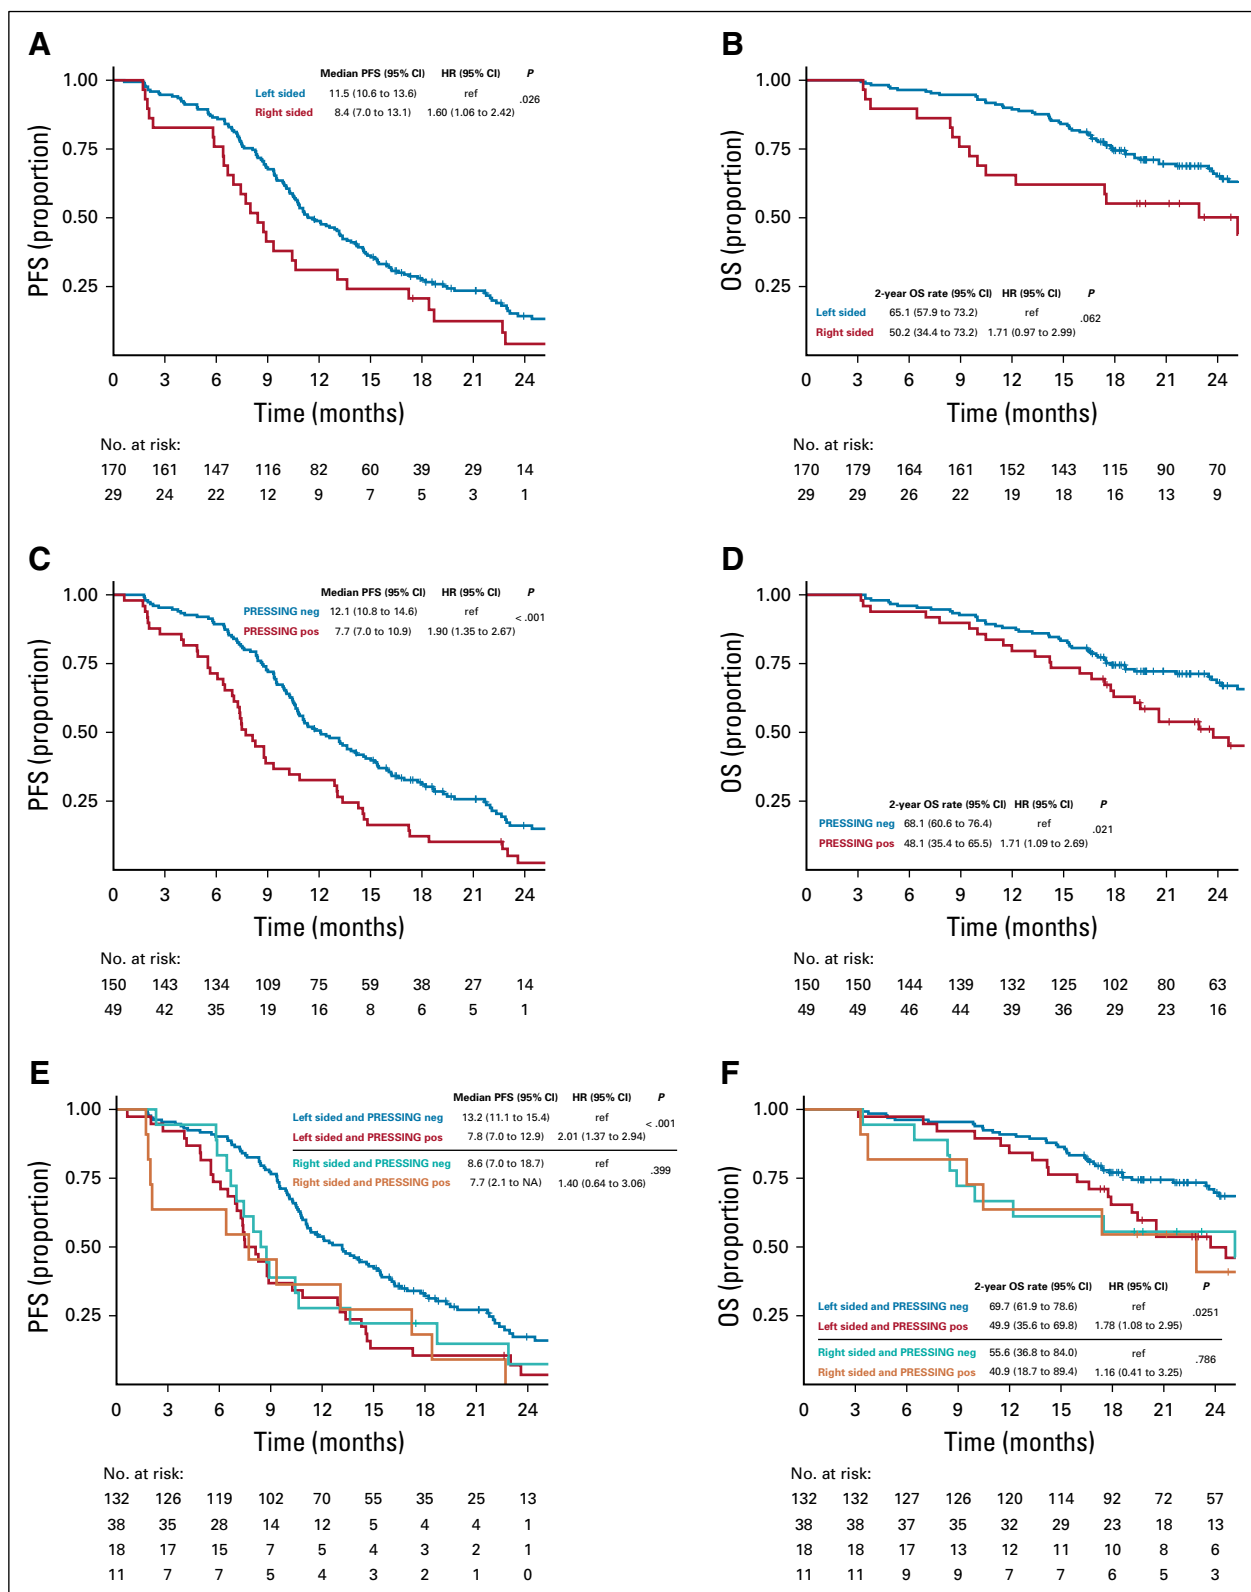 A
Median PFS (95% CI) HR (95% CI) P
Left sided 11.5 (10.6 to 13.6) ref
.026
Right sided 8.4 (7.0 to 13.1) 1.60 (1.06 to 2.42)
1.00
0.75
0.50
0.25
PFS (proportion)
0 3 6 9 12 15 18 21 24
Time (months)
No. at risk:
170 161 147 116 82 60 39 29 14
29 24 22 12 9 7 5 3 1
B
1.00
0.75
0.50
0.25
OS (proportion)
2-year OS rate (95% CI) HR (95% CI) P
Left sided 65.1 (57.9 to 73.2) ref
.062
Right sided 50.2 (34.4 to 73.2) 1.71 (0.97 to 2.99)
0 3 6 9 12 15 18 21 24
Time (months)
No. at risk:
170 179 164 161 152 143 115 90 70
29 29 26 22 19 18 16 13 9
C
Median PFS (95% CI) HR (95% CI) P
PRESSING neg 12.1 (10.8 to 14.6) ref
< .001
PRESSING pos 7.7 (7.0 to 10.9) 1.90 (1.35 to 2.67)
1.00
0.75
0.50
0.25
PFS (proportion)
0 3 6 9 12 15 18 21 24
Time (months)
No. at risk:
150 143 134 109 75 59 38 27 14
49 42 35 19 16 8 6 5 1
D
1.00
0.75
0.50
0.25
OS (proportion)
2-year OS rate (95% CI) HR (95% CI) P
PRESSING neg 68.1 (60.6 to 76.4) ref
.021
PRESSING pos 48.1 (35.4 to 65.5) 1.71 (1.09 to 2.69)
0 3 6 9 12 15 18 21 24
Time (months)
No. at risk:
150 150 144 139 132 125 102 80 63
49 49 46 44 39 36 29 23 16
E
Median PFS (95% CI) HR (95% CI) P
Left sided and PRESSING neg 13.2 (11.1 to 15.4) ref
< .001
Left sided and PRESSING pos 7.8 (7.0 to 12.9) 2.01 (1.37 to 2.94)
Right sided and PRESSING neg 8.6 (7.0 to 18.7) ref
.399
Right sided and PRESSING pos 7.7 (2.1 to NA) 1.40 (0.64 to 3.06)
1.00
0.75
0.50
0.25
PFS (proportion)
0 3 6 9 12 15 18 21 24
Time (months)
No. at risk:
132 126 119 102 70 55 35 25 13
38 35 28 14 12 5 4 4 1
18 17 15 7 5 4 3 2 1
11 7 7 5 4 3 2 1 0
F
1.00
0.75
0.50
0.25
OS (proportion)
2-year OS rate (95% CI) HR (95% CI) P
Left sided and PRESSING neg 69.7 (61.9 to 78.6) ref
.0251
Left sided and PRESSING pos 49.9 (35.6 to 69.8) 1.78 (1.08 to 2.95)
Right sided and PRESSING neg 55.6 (36.8 to 84.0) ref
.786
Right sided and PRESSING pos 40.9 (18.7 to 89.4) 1.16 (0.41 to 3.25)
0 3 6 9 12 15 18 21 24
Time (months)
No. at risk:
132 132 127 126 120 114 92 72 57
38 38 37 35 32 29 23 18 13
18 18 17 13 12 11 10 8 6
11 11 9 9 7 7 6 5 3